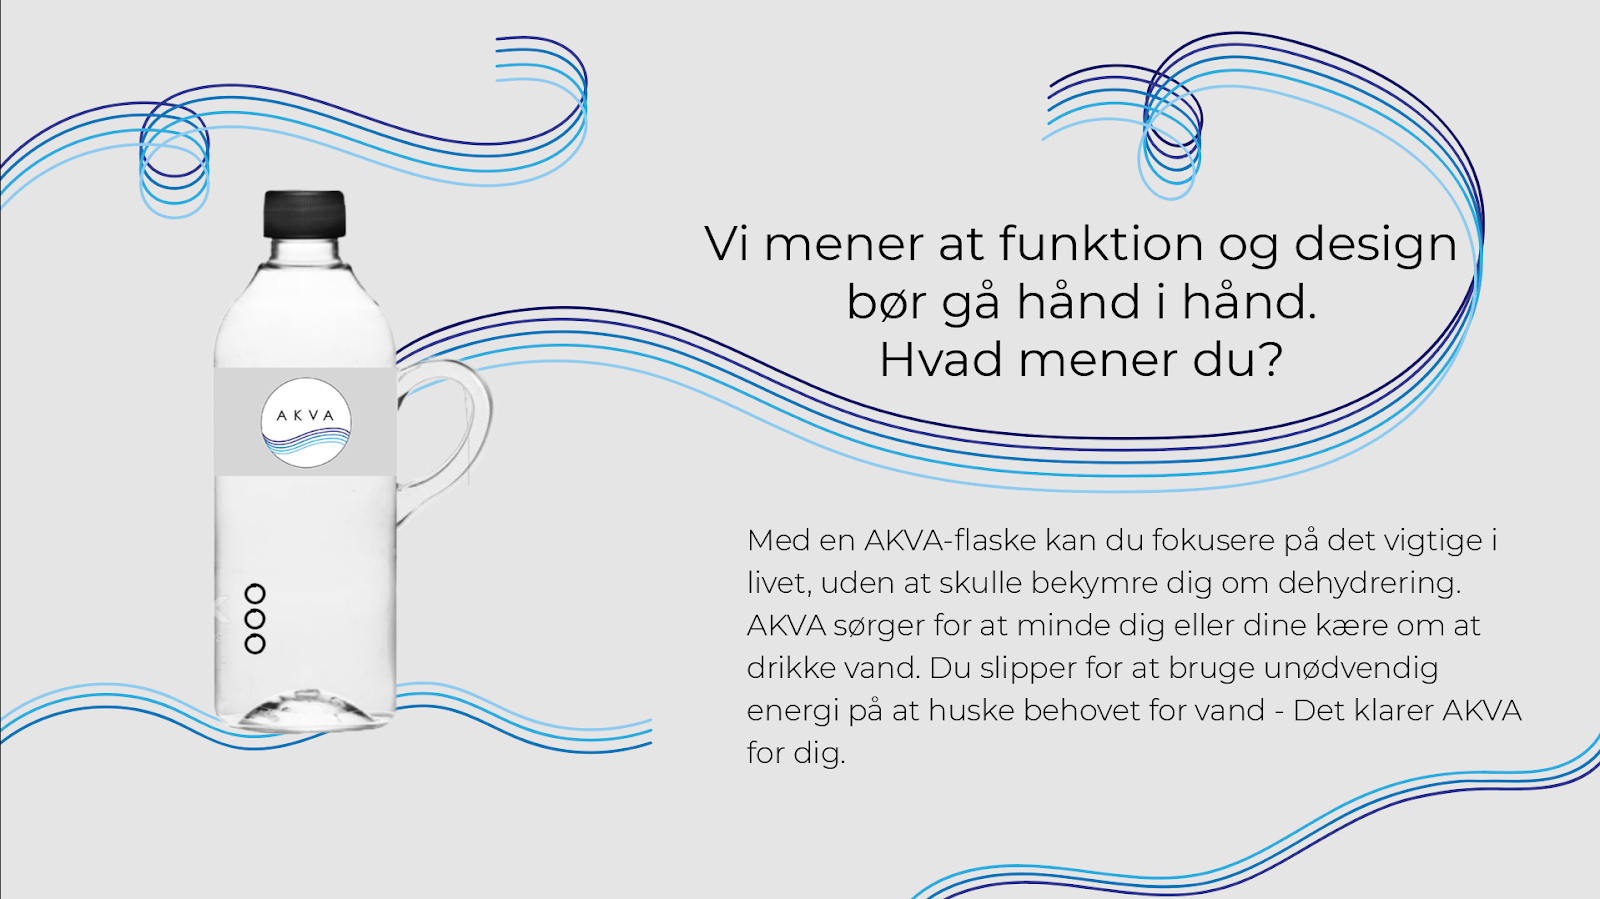 Vi mener at funktion og design
bør gå hånd i hånd.
Hvad mener du?
AKVA
Med en AKVA-flaske kan du fokusere på det vigtige i
livet, uden at skulle bekymre dig om dehydrering.
AKVA sørger for at minde dig eller dine kære om at
drikke vand. Du slipper for at bruge unødvendig
energi på at huske behovet for vand - Det klarer AKVA
for dig.